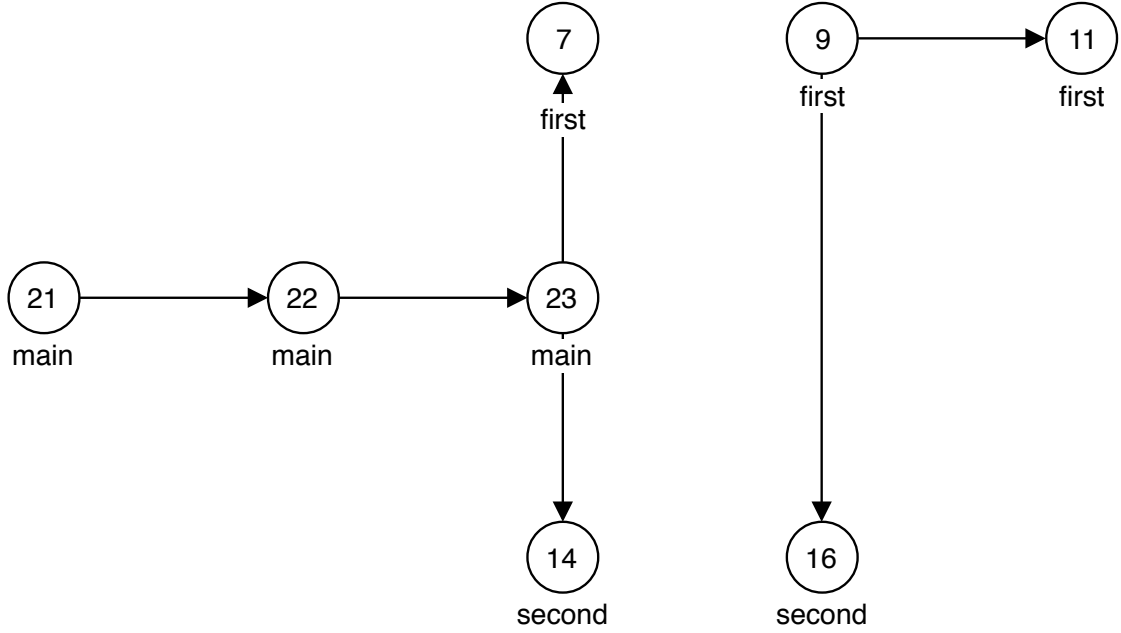 7 9 11
first first first
21 22 23
main main main
14 16
second second